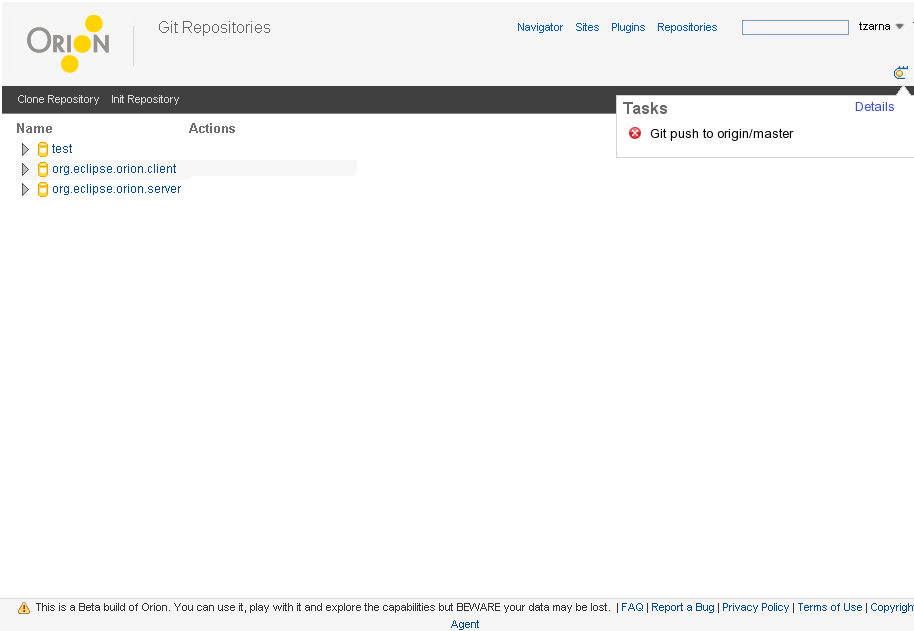 ORION
Git Repositories
Navigator Sites Plugins Repositories
tzarna
Clone Repository Init Repository
Tasks Details
Git push to origin/master
Name Actions
test
org.eclipse.orion.client
org.eclipse.orion.server
This is a Beta build of Orion. You can use it, play with it and explore the capabilities but BEWARE your data may be lost. | FAQ | Report a Bug | Privacy Policy | Terms of Use |
Agent